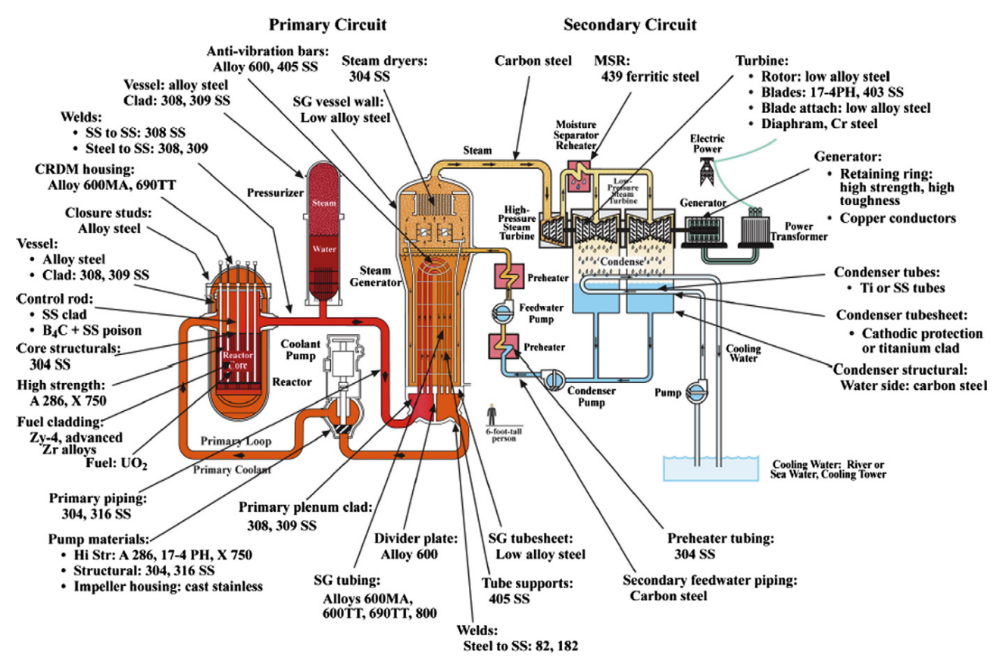 Primary Circuit
Secondary Circuit
Anti-vibration bars:
Alloy 600, 405 SS
Steam dryers:
304 SS
Carbon steel
MSR:
439 ferritic steel
Turbine:
• Rotor: low alloy steel
• Blades: 17-4PH, 403 SS
• Blade attach: low alloy steel
• Diaphram, Cr steel
Vessel: alloy steel
Clad: 308, 309 SS
SG vessel wall:
Low alloy steel
Welds:
• SS to SS: 308 SS
• Steel to SS: 308, 309
CRDM housing:
Alloy 600MA, 690TT
Closure studs:
Alloy steel
Vessel:
• Alloy steel
• Clad: 308, 309 SS
Control rod:
• SS clad
• B₄C + SS poison
Core structurals:
304 SS
High strength:
A 286, X 750
Fuel cladding:
Zy-4, advanced
Zr alloys
Fuel: UO₂
Pressurizer
Steam
Water
Steam
Generator
Coolant
Pump
Reactor
Core
Reactor
Primary Loop
Primary Coolant
Steam
Moisture
Separator
Reheater
High-
Pressure
Steam
Turbine
Low-
Pressure
Steam
Turbine
Electric
Power
Generator
Power
Transformer
Generator:
• Retaining ring:
high strength, high
toughness
• Copper conductors
Preheater
Feedwater
Pump
Preheater
Condense
Condenser
Pump
Pump
Cooling
Water
6-foot-tall
person
Condenser tubes:
• Ti or SS tubes
Condenser tubesheet:
• Cathodic protection
or titanium clad
Condenser structural:
Water side: carbon steel
Cooling Water: River or
Sea Water, Cooling Tower
Primary piping:
304, 316 SS
Pump materials:
• Hi Str: A 286, 17-4 PH, X 750
• Structural: 304, 316 SS
• Impeller housing: cast stainless
Primary plenum clad:
308, 309 SS
Divider plate:
Alloy 600
SG tubing:
Alloys 600MA,
600TT, 690TT, 800
SG tubesheet:
Low alloy steel
Tube supports:
405 SS
Welds:
Steel to SS: 82, 182
Preheater tubing:
304 SS
Secondary feedwater piping:
Carbon steel